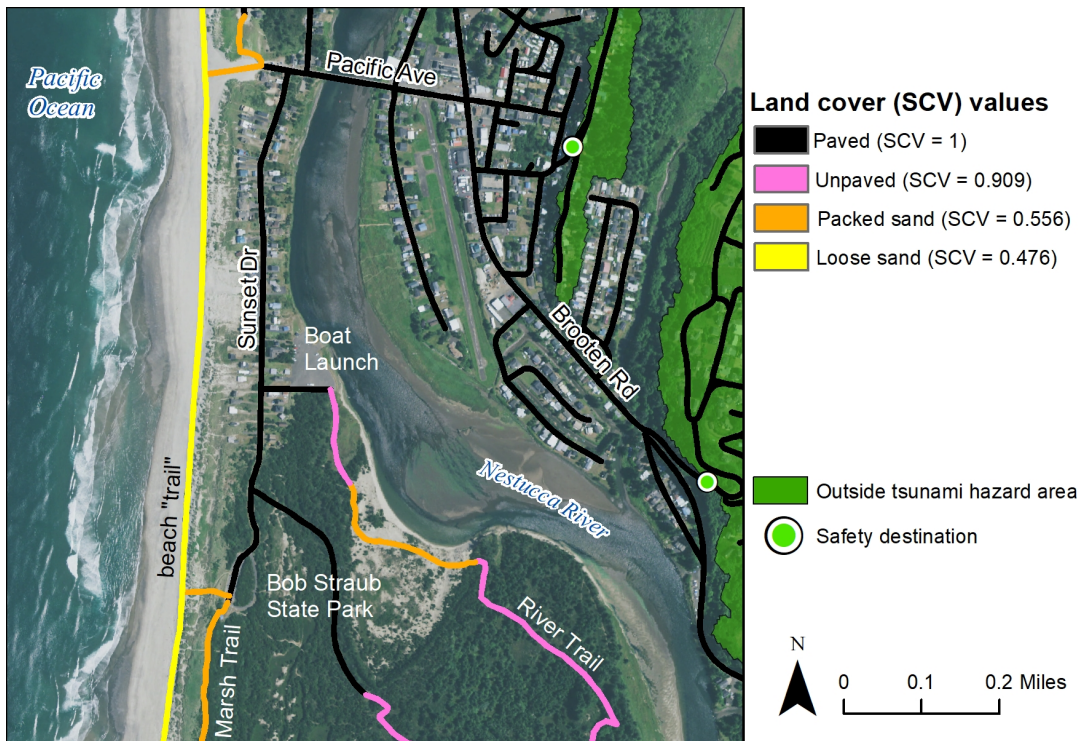 Pacific Ave
Pacific
Ocean
Sunset Dr
Boat
Launch
Brooten Rd
Nestucca River
beach "trail"
Bob Straub
State Park
River Trail
Marsh Trail
Land cover (SCV) values
Paved (SCV = 1)
Unpaved (SCV = 0.909)
Packed sand (SCV = 0.556)
Loose sand (SCV = 0.476)
Outside tsunami hazard area
Safety destination
N
0 0.1 0.2 Miles